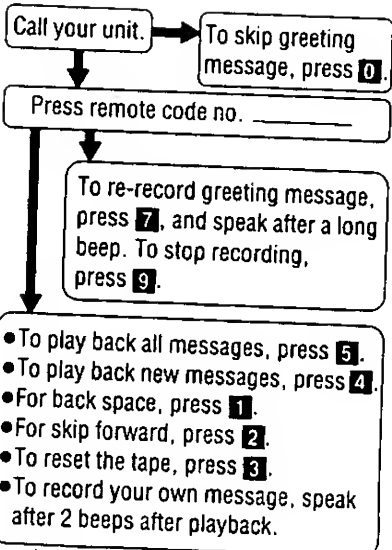 Call your unit.
To skip greeting
message, press 0.
Press remote code no. ________
To re-record greeting message,
press 7, and speak after a long
beep. To stop recording,
press 9.
●To play back all messages, press 5.
●To play back new messages, press 4.
●For back space, press 1.
●For skip forward, press 2.
●To reset the tape, press 3.
●To record your own message, speak
after 2 beeps after playback.